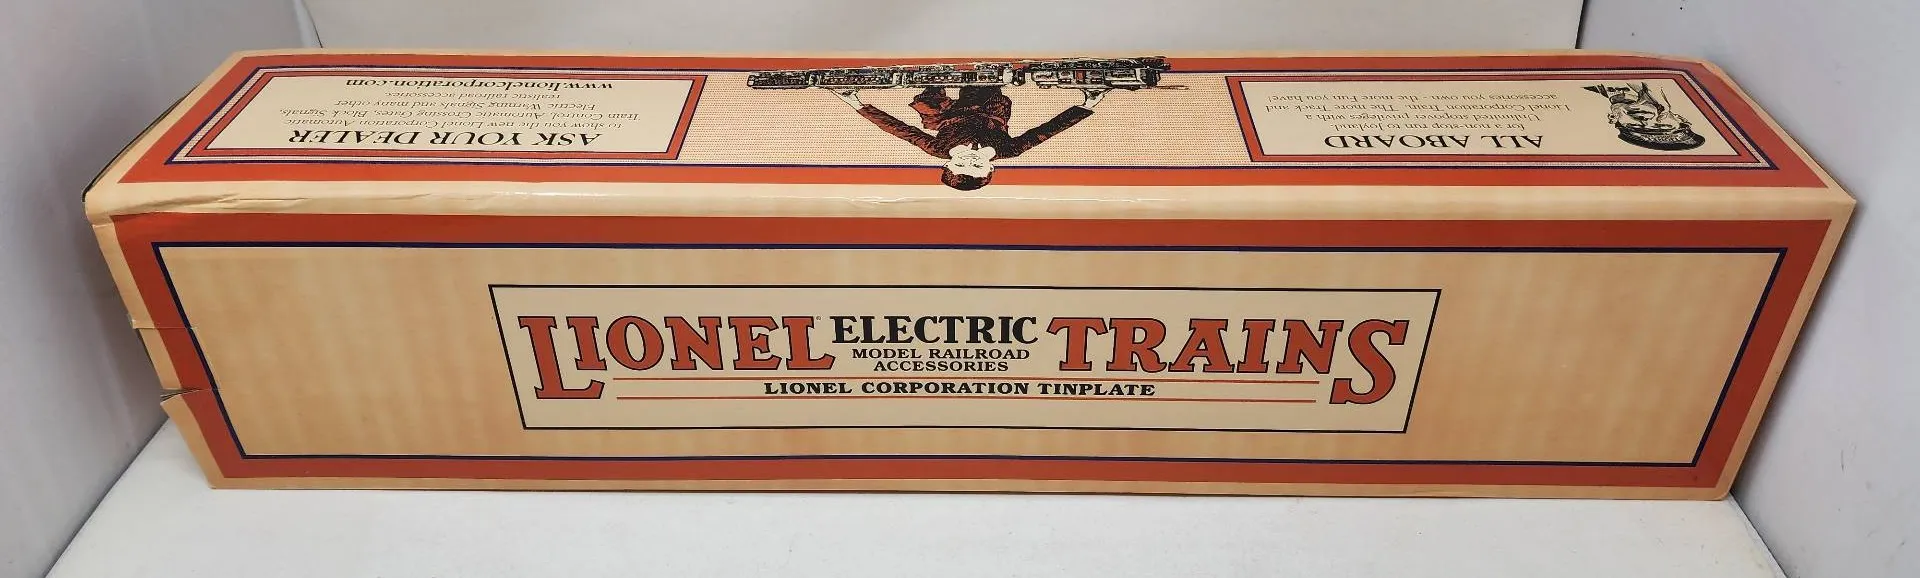 LIONEL ELECTRIC TRAINS
MODEL RAILROAD
ACCESSORIES
LIONEL CORPORATION TINPLATE
ASK YOUR DEALER
to show you the new Lionel Corporation Automatic
Train Control, Automatic Crossing Gates, Block Signals,
Electric Warning Signals and many other
realistic railroad accessories
www.lionelcorporation.com
ALL ABOARD
for non-stop run to Joyland
Unlimited stopover privileges with a
Lionel Corporation Train. The more Track and
accessories you own - the more Fun you have!